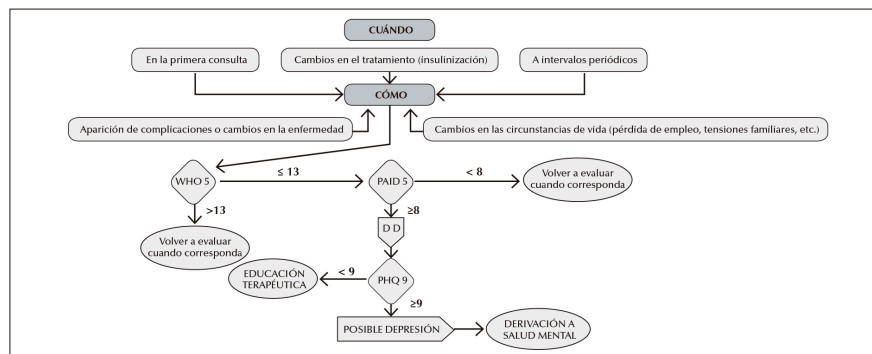 CUÁNDO
En la primera consulta
Cambios en el tratamiento (insulinización)
A intervalos periódicos
CÓMO
Aparición de complicaciones o cambios en la enfermedad
Cambios en las circunstancias de vida (pérdida de empleo, tensiones familiares, etc.)
WHO 5
≤ 13
PAID 5
< 8
Volver a evaluar
cuando corresponda
>13
≥8
Volver a evaluar
cuando corresponda
D D
EDUCACIÓN
TERAPÉUTICA
< 9
PHQ 9
≥9
POSIBLE DEPRESIÓN
DERIVACIÓN A
SALUD MENTAL